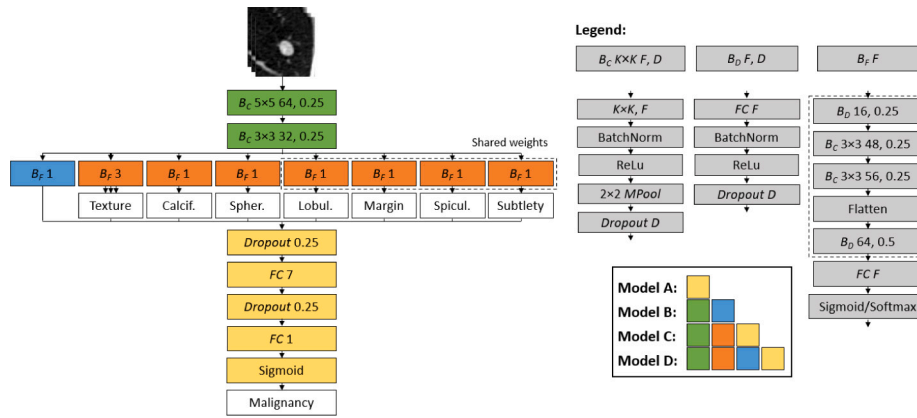 B_C 5×5 64, 0.25
B_C 3×3 32, 0.25
Shared weights
B_F 1
B_F 3
B_F 1
B_F 1
B_F 1
B_F 1
B_F 1
B_F 1
Texture
Calcif.
Spher.
Lobul.
Margin
Spicul.
Subtlety
Dropout 0.25
FC 7
Dropout 0.25
FC 1
Sigmoid
Malignancy
Legend:
B_C K×K F, D
K×K, F
BatchNorm
ReLu
2×2 MPool
Dropout D
B_D F, D
FC F
BatchNorm
ReLu
Dropout D
B_F F
B_D 16, 0.25
B_C 3×3 48, 0.25
B_C 3×3 56, 0.25
Flatten
B_D 64, 0.5
FC F
Sigmoid/Softmax
Model A:
Model B:
Model C:
Model D: